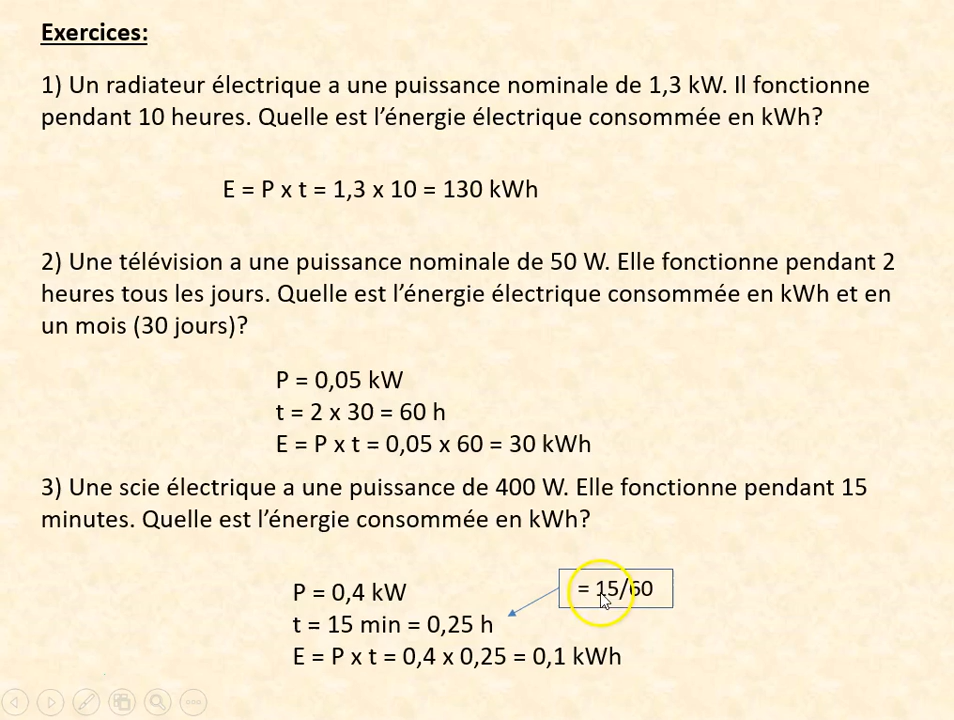 Exercices:
1) Un radiateur électrique a une puissance nominale de 1,3 kW. Il fonctionne
pendant 10 heures. Quelle est l’énergie électrique consommée en kWh?
E = P x t = 1,3 x 10 = 130 kWh
2) Une télévision a une puissance nominale de 50 W. Elle fonctionne pendant 2
heures tous les jours. Quelle est l’énergie électrique consommée en kWh et en
un mois (30 jours)?
P = 0,05 kW
t = 2 x 30 = 60 h
E = P x t = 0,05 x 60 = 30 kWh
3) Une scie électrique a une puissance de 400 W. Elle fonctionne pendant 15
minutes. Quelle est l’énergie consommée en kWh?
= 15/60
P = 0,4 kW
t = 15 min = 0,25 h
E = P x t = 0,4 x 0,25 = 0,1 kWh